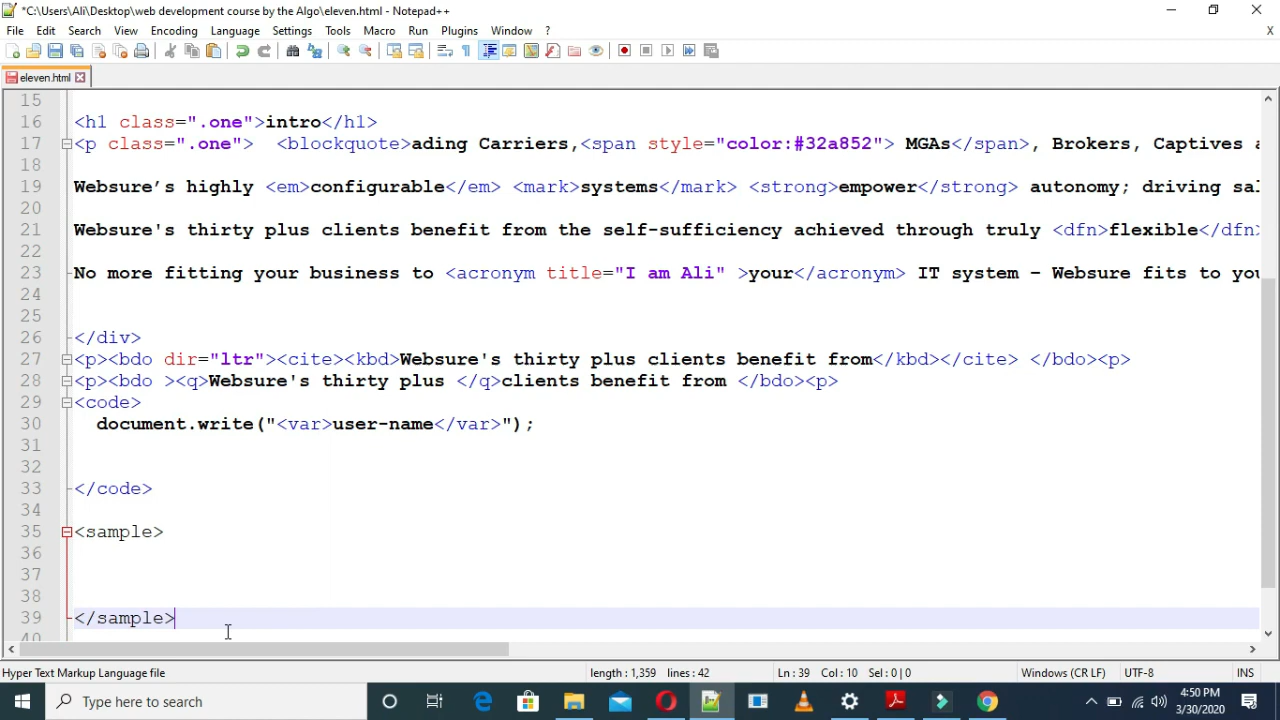 *C:\Users\Ali\Desktop\web development course by the Algo\eleven.html - Notepad++
File Edit Search View Encoding Language Settings Tools Macro Run Plugins Window ? X
eleven.html
15
16 <h1 class=".one">intro</h1>
17 <p class=".one">  <blockquote>ading Carriers,<span style="color:#32a852"> MGAs</span>, Brokers, Captives a
18
19 Websure’s highly <em>configurable</em> <mark>systems</mark> <strong>empower</strong> autonomy; driving sal
20
21 Websure's thirty plus clients benefit from the self-sufficiency achieved through truly <dfn>flexible</dfn>
22
23 No more fitting your business to <acronym title="I am Ali" >your</acronym> IT system – Websure fits to you
24
25
26 </div>
27 <p><bdo dir="ltr"><cite><kbd>Websure's thirty plus clients benefit from</kbd></cite> </bdo><p>
28 <p><bdo ><q>Websure's thirty plus </q>clients benefit from </bdo><p>
29 <code>
30   document.write("<var>user-name</var>");
31
32
33 </code>
34
35 <sample>
36
37
38
39 </sample>
40
Hyper Text Markup Language file length : 1,359 lines : 42 Ln : 39 Col : 10 Sel : 0 | 0 Windows (CR LF) UTF-8 INS
Type here to search
4:50 PM
3/30/2020